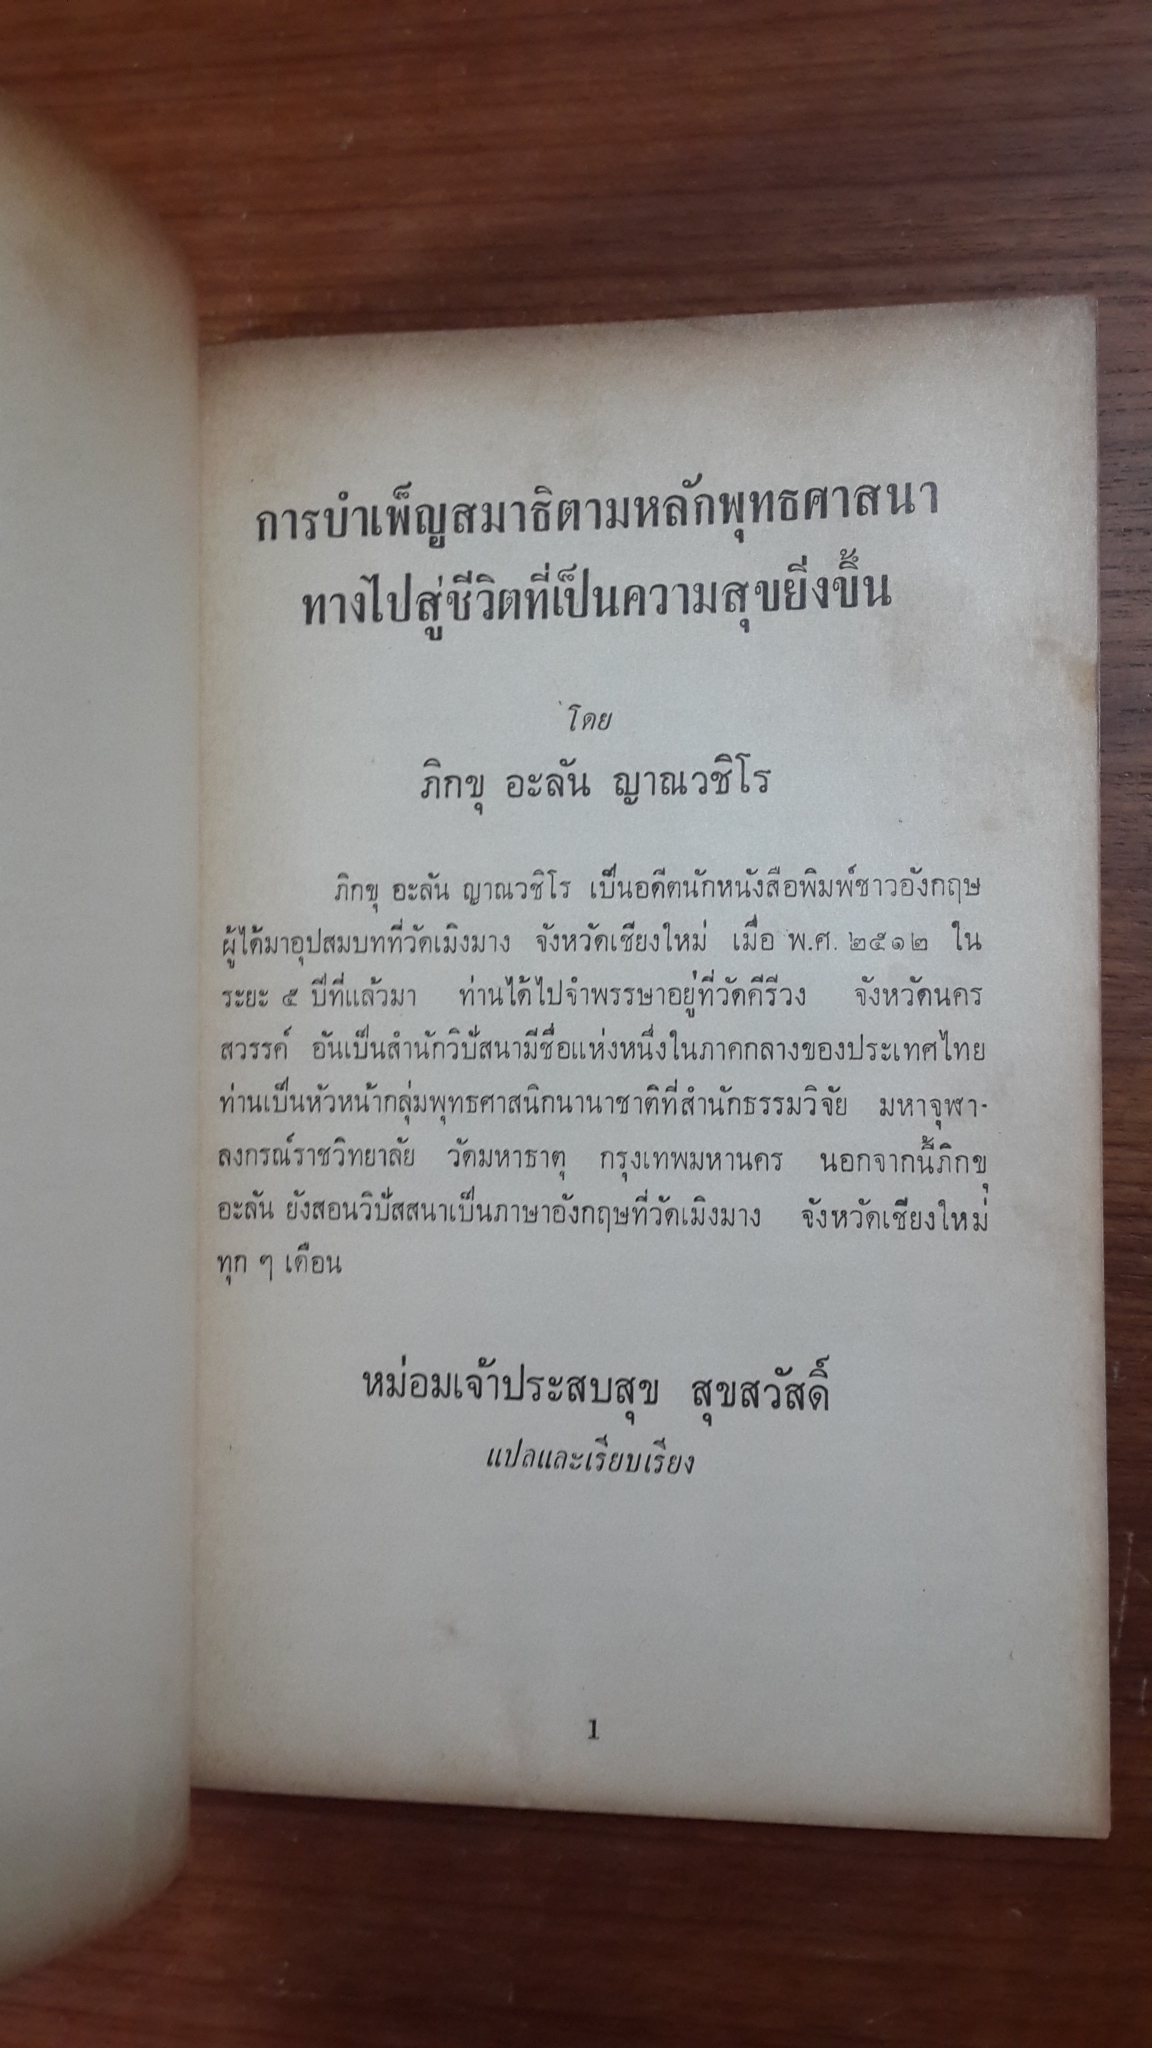 การบำเพ็ญสมาธิตามหลักพุทธศาสนา
ทางไปสู่ชีวิตที่เป็นความสุขยิ่งขึ้น
โดย
ภิกขุ อะลัน ญาณวชิโร
ภิกขุ อะลัน ญาณวชิโร เป็นอดีตนักหนังสือพิมพ์ชาวอังกฤษ
ผู้ได้มาอุปสมบทที่วัดเมิงมาง จังหวัดเชียงใหม่ เมื่อ พ.ศ. ๒๕๑๒ ใน
ระยะ ๕ ปีที่แล้วมา ท่านได้ไปจำพรรษาอยู่ที่วัดคีรีวง จังหวัดนคร
สวรรค์ อันเป็นสำนักวิปัสนามีชื่อแห่งหนึ่งในภาคกลางของประเทศไทย
ท่านเป็นหัวหน้ากลุ่มพุทธศาสนิกนานาชาติที่สำนักธรรมวิจัย มหาจุฬา-
ลงกรณ์ราชวิทยาลัย วัดมหาธาตุ กรุงเทพมหานคร นอกจากนี้ภิกขุ
อะลัน ยังสอนวิปัสสนาเป็นภาษาอังกฤษที่วัดเมิงมาง จังหวัดเชียงใหม่
ทุก ๆ เดือน
หม่อมเจ้าประสบสุข สุขสวัสดิ์
แปลและเรียบเรียง
1